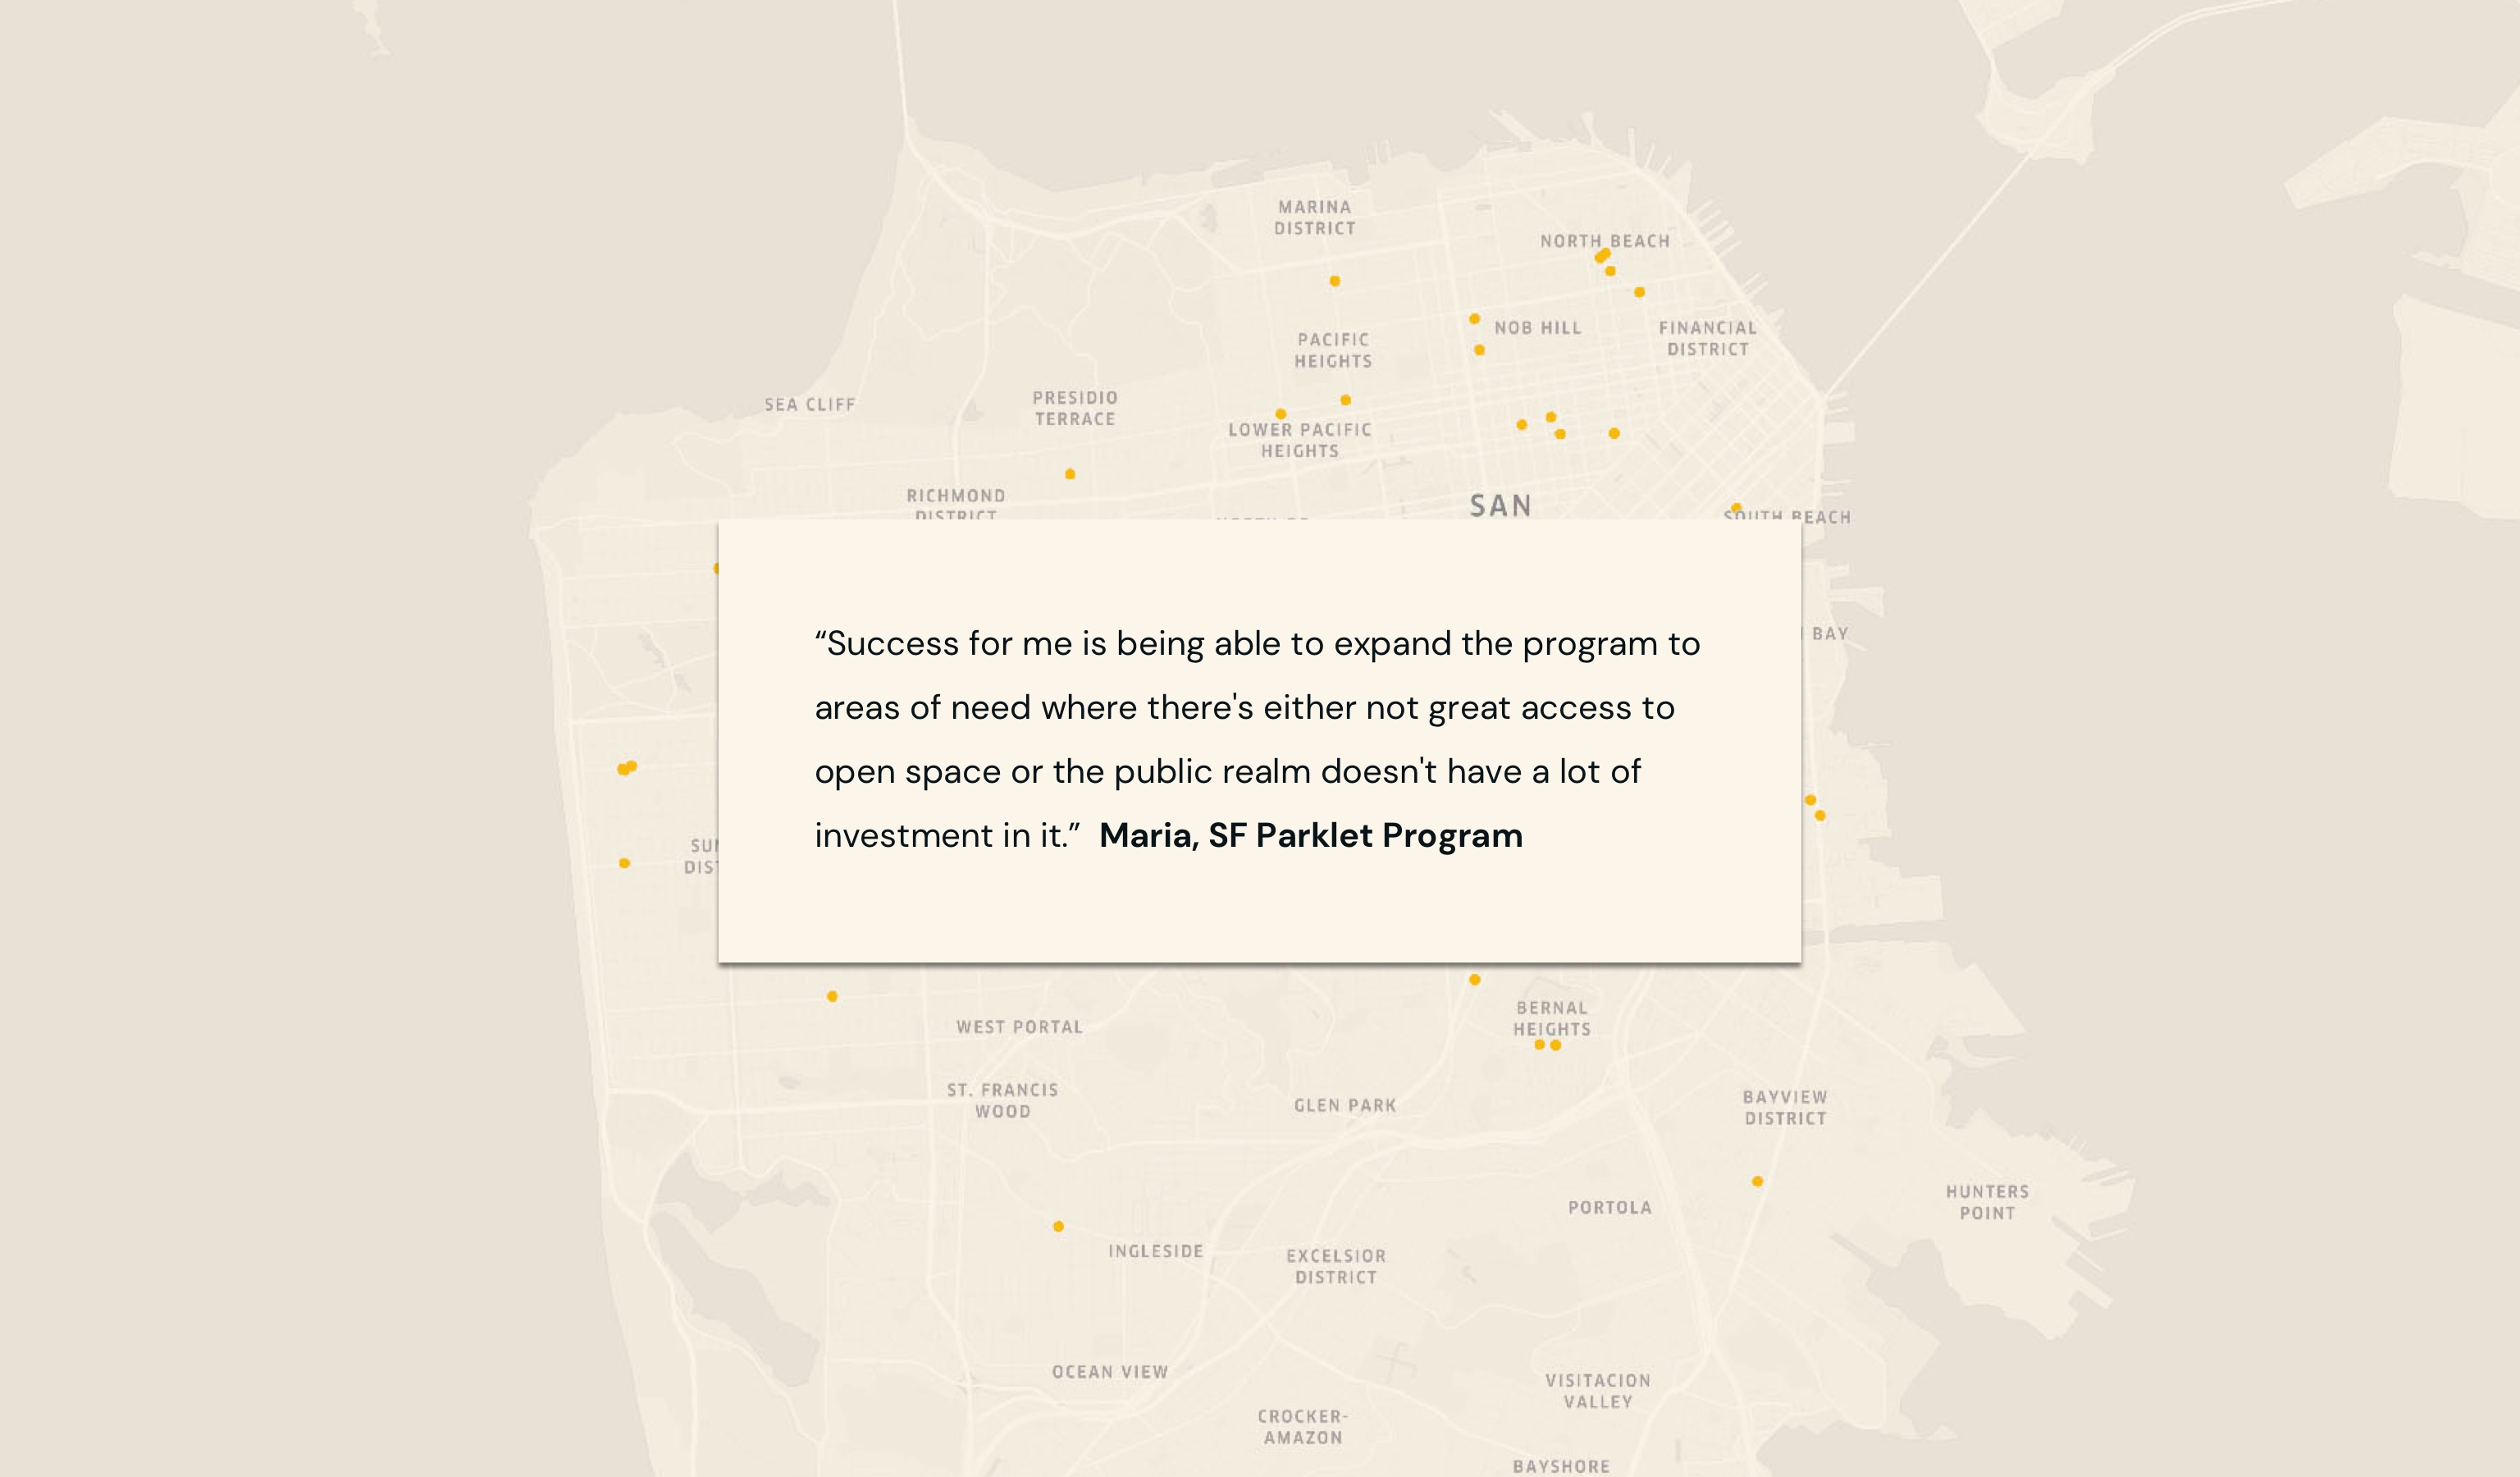 MARINA
DISTRICT
NORTH BEACH
NOB HILL
FINANCIAL
DISTRICT
PACIFIC
HEIGHTS
SEA CLIFF
PRESIDIO
TERRACE
LOWER PACIFIC
HEIGHTS
RICHMOND
DISTRICT
SAN
SOUTH BEACH
BAY
“Success for me is being able to expand the program to
areas of need where there's either not great access to
open space or the public realm doesn't have a lot of
investment in it.” Maria, SF Parklet Program
BERNAL
HEIGHTS
WEST PORTAL
ST. FRANCIS
WOOD
GLEN PARK
BAYVIEW
DISTRICT
HUNTERS
POINT
PORTOLA
INGLESIDE
EXCELSIOR
DISTRICT
OCEAN VIEW
VISITACION
VALLEY
CROCKER-
AMAZON
BAYSHORE